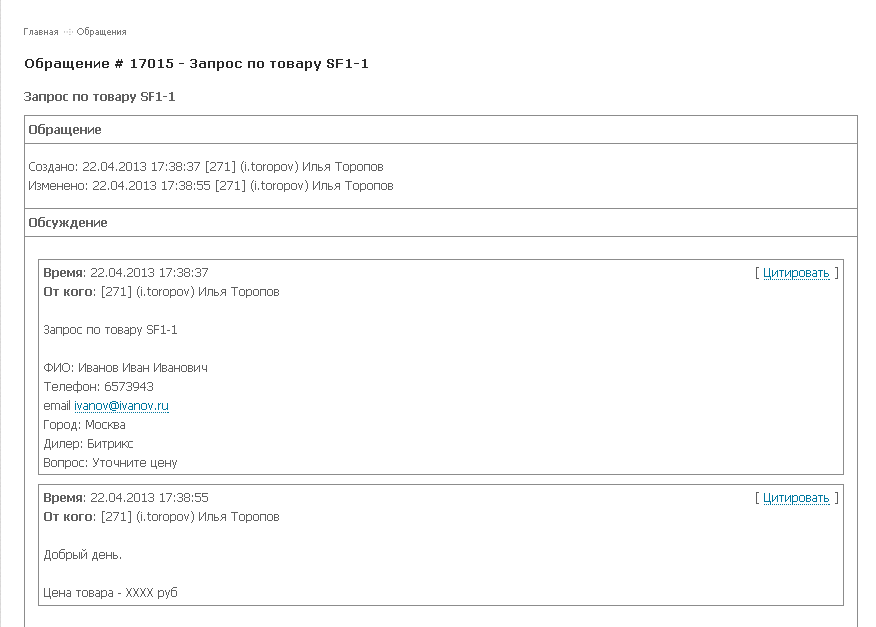 Главная → Обращения
Обращение # 17015 - Запрос по товару SF1-1
Запрос по товару SF1-1
Обращение
Создано: 22.04.2013 17:38:37 [271] (i.toropov) Илья Торопов
Изменено: 22.04.2013 17:38:55 [271] (i.toropov) Илья Торопов
Обсуждение
Время: 22.04.2013 17:38:37 [ Цитировать ]
От кого: [271] (i.toropov) Илья Торопов
Запрос по товару SF1-1
ФИО: Иванов Иван Иванович
Телефон: 6573943
email ivanov@ivanov.ru
Город: Москва
Дилер: Битрикс
Вопрос: Уточните цену
Время: 22.04.2013 17:38:55 [ Цитировать ]
От кого: [271] (i.toropov) Илья Торопов
Добрый день.
Цена товара - XXXX руб